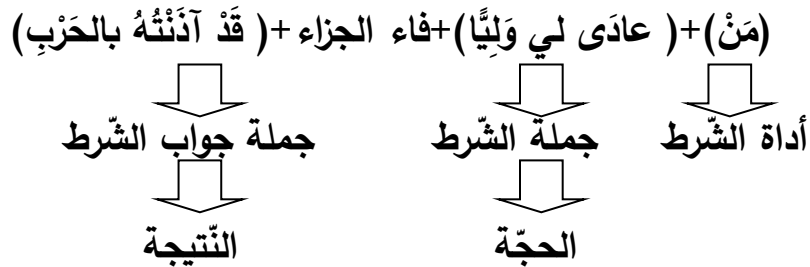 (مَنْ)+( عادَى لي وَلِيًّا)+فاء الجزاء +( قَدْ آذَنْتُهُ بالحَرْبِ)
أداة الشّرط جملة الشّرط جملة جواب الشّرط
الحجّة النّتيجة